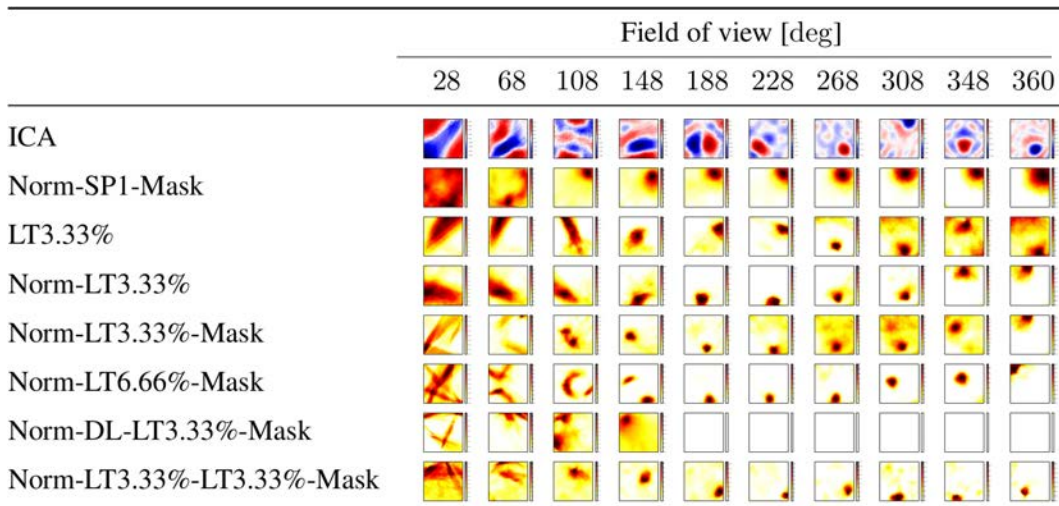 Field of view [deg]
28 68 108 148 188 228 268 308 348 360
ICA
Norm-SP1-Mask
LT3.33%
Norm-LT3.33%
Norm-LT3.33%-Mask
Norm-LT6.66%-Mask
Norm-DL-LT3.33%-Mask
Norm-LT3.33%-LT3.33%-Mask